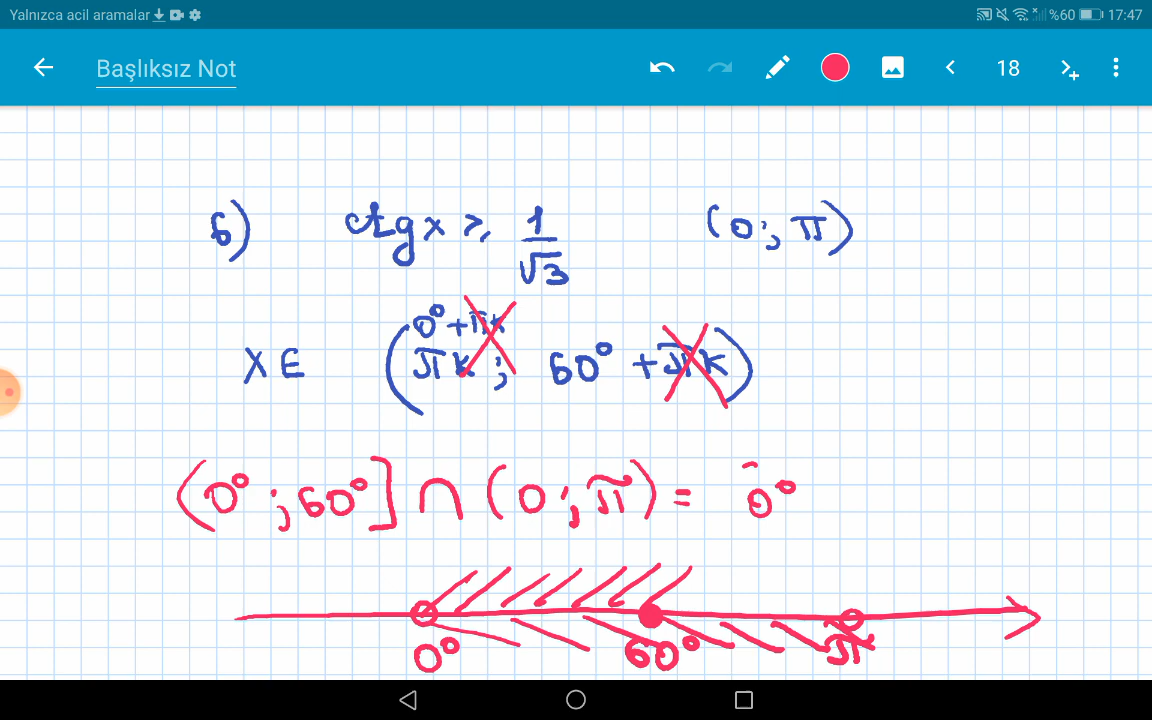 Yalnızca acil aramalar %60 17:47
Başlıksız Not 18
б) ctgx ≥ 1/√3 (0; π)
0° + πk
x ∈ (πk; 60° + πk)
(0°; 60°] ∩ (0; π) = 0°
0° 60° π